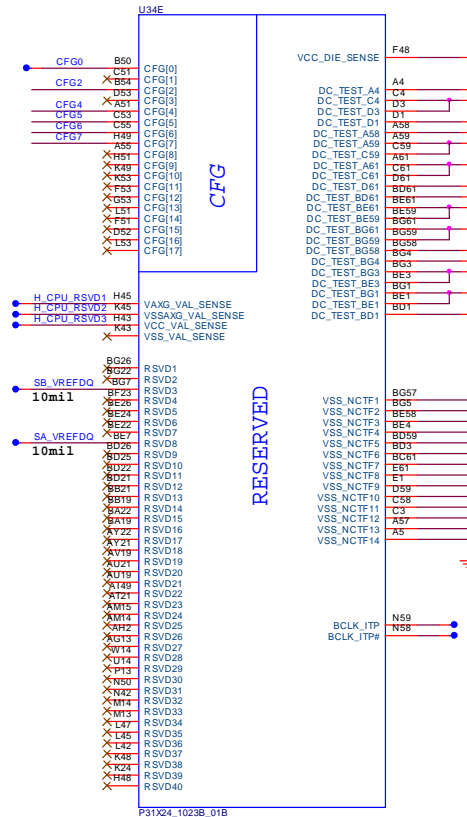 U34E
CFG0 B50 CFG[0]
C51 CFG[1]
CFG2 B54 CFG[2]
D53 CFG[3]
CFG4 A51 CFG[4]
CFG5 C53 CFG[5]
CFG6 C55 CFG[6]
CFG7 H49 CFG[7]
A55 CFG[8]
H51 CFG[9]
K49 CFG[10]
K53 CFG[11]
F53 CFG[12]
G53 CFG[13]
L51 CFG[14]
F51 CFG[15]
D52 CFG[16]
L53 CFG[17]
CFG
H_CPU_RSVD1 H45 VAXG_VAL_SENSE
H_CPU_RSVD2 K45 VSSAXG_VAL_SENSE
H_CPU_RSVD3 H43 VCC_VAL_SENSE
K43 VSS_VAL_SENSE
BG26 RSVD1
BG22 RSVD2
SB_VREFDQ BG7 RSVD3
10mil BF23 RSVD4
BE26 RSVD5
BE24 RSVD6
BE22 RSVD7
SA_VREFDQ BE7 RSVD8
10mil BD26 RSVD9
BD25 RSVD10
BD22 RSVD11
BD21 RSVD12
BB21 RSVD13
BB19 RSVD14
BA22 RSVD15
BA19 RSVD16
AY22 RSVD17
AY21 RSVD18
AV19 RSVD19
AU21 RSVD20
AU19 RSVD21
AT49 RSVD22
AT21 RSVD23
AM15 RSVD24
AM14 RSVD25
AH2 RSVD26
AG13 RSVD27
W14 RSVD28
U14 RSVD29
P13 RSVD30
N50 RSVD31
N42 RSVD32
M14 RSVD33
M13 RSVD34
L47 RSVD35
L45 RSVD36
L42 RSVD37
K48 RSVD38
K24 RSVD39
H48 RSVD40
RESERVED
VCC_DIE_SENSE F48
DC_TEST_A4 A4
DC_TEST_C4 C4
DC_TEST_D3 D3
DC_TEST_D1 D1
DC_TEST_A58 A58
DC_TEST_A59 A59
DC_TEST_C59 C59
DC_TEST_A61 A61
DC_TEST_C61 C61
DC_TEST_D61 D61
DC_TEST_BD61 BD61
DC_TEST_BE61 BE61
DC_TEST_BE59 BE59
DC_TEST_BG61 BG61
DC_TEST_BG59 BG59
DC_TEST_BG58 BG58
DC_TEST_BG4 BG4
DC_TEST_BG3 BG3
DC_TEST_BE3 BE3
DC_TEST_BG1 BG1
DC_TEST_BE1 BE1
DC_TEST_BD1 BD1
VSS_NCTF1 BG57
VSS_NCTF2 BG5
VSS_NCTF3 BE58
VSS_NCTF4 BE4
VSS_NCTF5 BD59
VSS_NCTF6 BD3
VSS_NCTF7 BC61
VSS_NCTF8 E61
VSS_NCTF9 E1
VSS_NCTF10 D59
VSS_NCTF11 C58
VSS_NCTF12 C3
VSS_NCTF13 A57
VSS_NCTF14 A5
BCLK_ITP N59
BCLK_ITP# N58
P31X24_1023B_01B